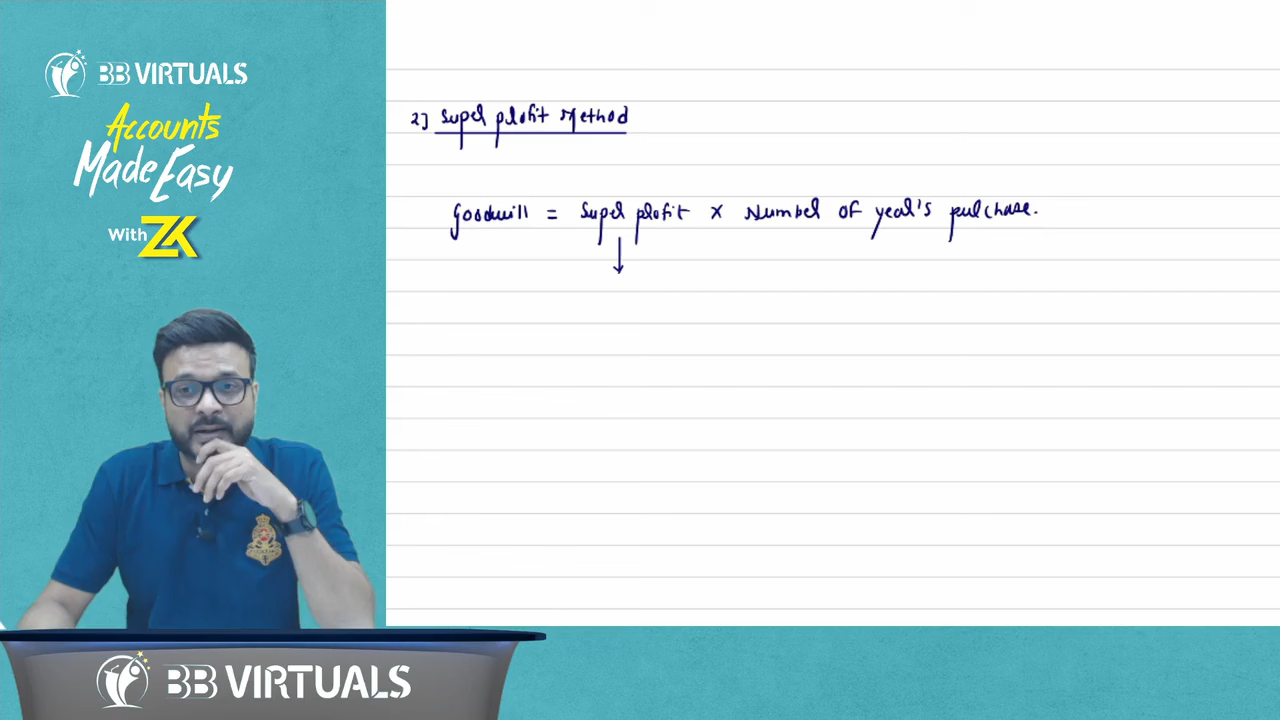 BB VIRTUALS
Accounts
Made Easy
With ZK
2] Super profit Method
Goodwill = Super profit × Number of year's purchase.
BB VIRTUALS